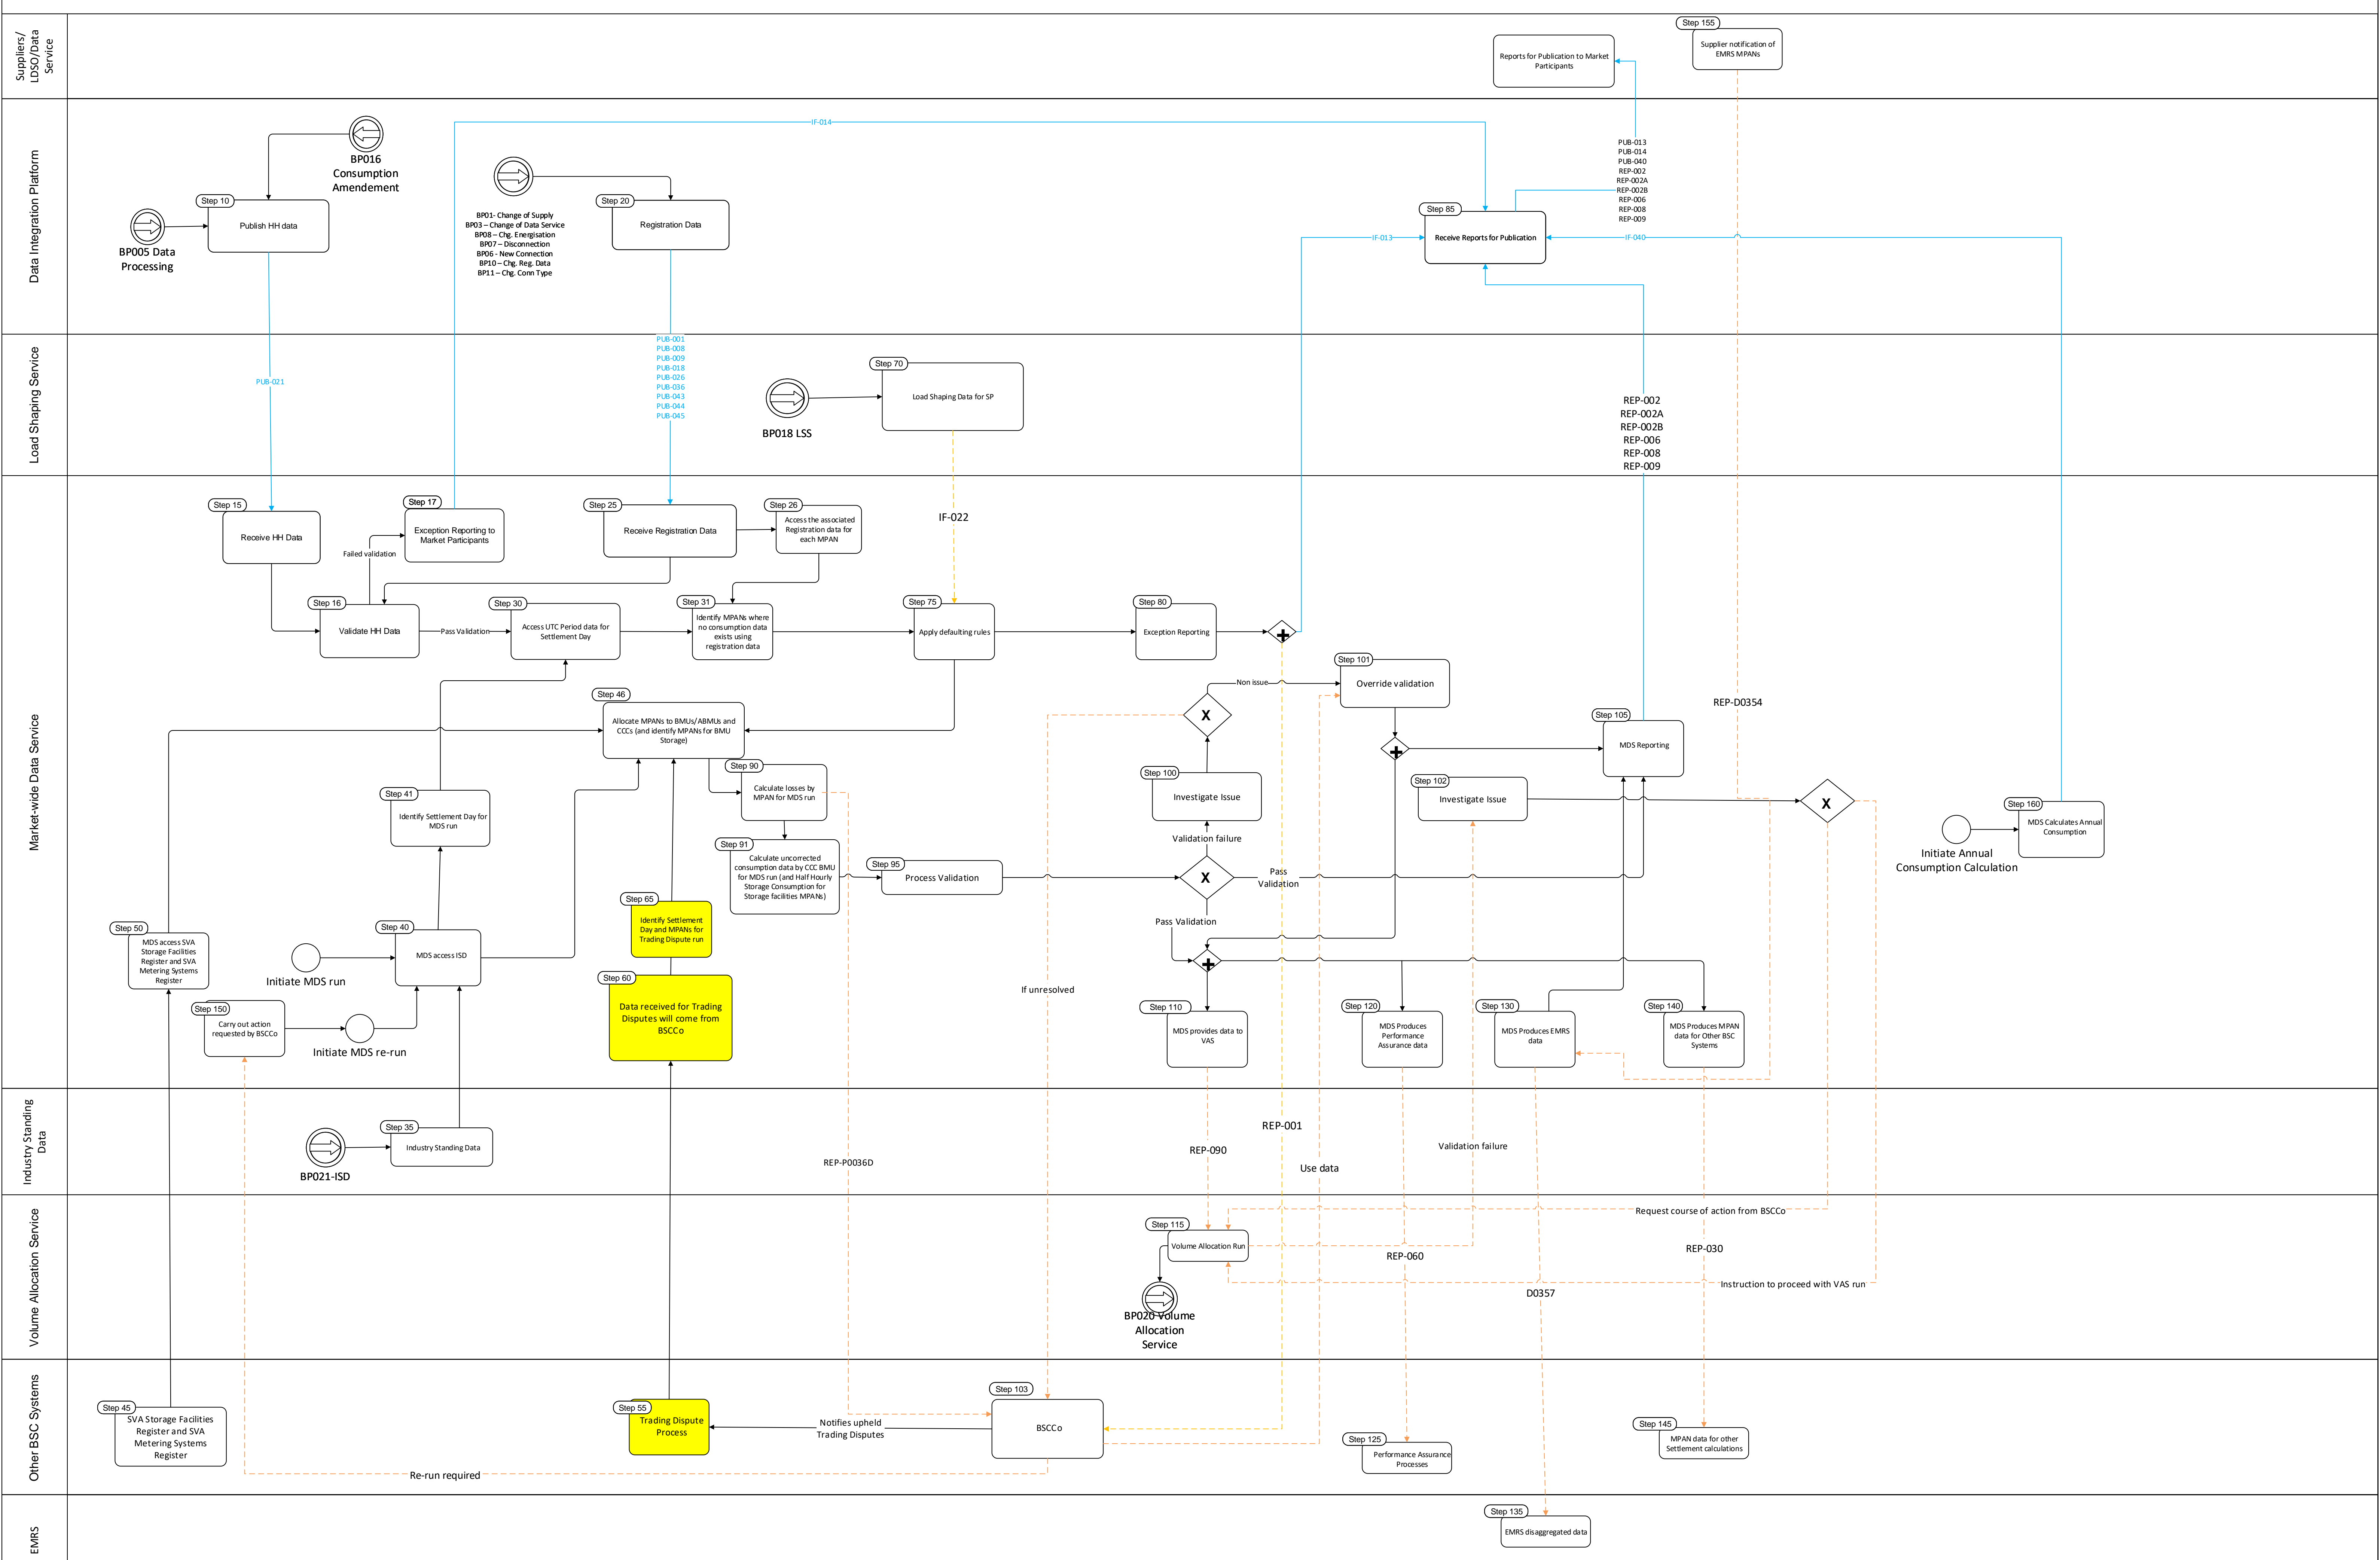 Suppliers/
LDSO/Data
Service
Step 155
Supplier notification of
EMRS MPANs
Reports for Publication to Market
Participants
Data Integration Platform
BP016
Consumption
Amendement
Step 10
Publish HH data
BP005 Data
Processing
IF-014
BP01- Change of Supply
BP03 – Change of Data Service
BP08 – Chg. Energisation
BP07 – Disconnection
BP06 - New Connection
BP10 – Chg. Reg. Data
BP11 – Chg. Conn Type
Step 20
Registration Data
PUB-013
PUB-014
PUB-040
REP-002
REP-002A
REP-002B
REP-006
REP-008
REP-009
Step 85
Receive Reports for Publication
IF-013
IF-040
Load Shaping Service
PUB-021
PUB-001
PUB-008
PUB-009
PUB-018
PUB-026
PUB-036
PUB-043
PUB-044
PUB-045
BP018 LSS
Step 70
Load Shaping Data for SP
REP-002
REP-002A
REP-002B
REP-006
REP-008
REP-009
Market-wide Data Service
Step 15
Receive HH Data
Step 17
Exception Reporting to
Market Participants
Failed validation
Step 25
Receive Registration Data
Step 26
Access the associated
Registration data for
each MPAN
IF-022
Step 16
Validate HH Data
Pass Validation
Step 30
Access UTC Period data for
Settlement Day
Step 31
Identify MPANs where
no consumption data
exists using
registration data
Step 75
Apply defaulting rules
Step 80
Exception Reporting
Step 101
Override validation
Non issue
X
Step 46
Allocate MPANs to BMUs/ABMUs and
CCCs (and identify MPANs for BMU
Storage)
REP-D0354
Step 105
MDS Reporting
Step 90
Calculate losses by
MPAN for MDS run
Step 100
Investigate Issue
Step 102
Investigate Issue
X
Step 41
Identify Settlement Day for
MDS run
Step 160
MDS Calculates Annual
Consumption
Initiate Annual
Consumption Calculation
Validation failure
Step 91
Calculate uncorrected
consumption data by CCC BMU
for MDS run (and Half Hourly
Storage Consumption for
Storage facilities MPANs)
Step 95
Process Validation
X
Pass
Validation
Pass Validation
Step 65
Identify Settlement
Day and MPANs for
Trading Dispute run
Step 50
MDS access SVA
Storage Facilities
Register and SVA
Metering Systems
Register
Step 40
MDS access ISD
Initiate MDS run
Step 60
Data received for Trading
Disputes will come from
BSCCo
If unresolved
Step 150
Carry out action
requested by BSCCo
Initiate MDS re-run
Step 110
MDS provides data to
VAS
Step 120
MDS Produces
Performance
Assurance data
Step 130
MDS Produces EMRS
data
Step 140
MDS Produces MPAN
data for Other BSC
Systems
Industry Standing
Data
BP021-ISD
Step 35
Industry Standing Data
REP-P0036D
REP-090
REP-001
Use data
Validation failure
Volume Allocation Service
Step 115
Volume Allocation Run
BP020 Volume
Allocation
Service
Request course of action from BSCCo
REP-060
REP-030
Instruction to proceed with VAS run
D0357
Other BSC Systems
Step 45
SVA Storage Facilities
Register and SVA
Metering Systems
Register
Step 55
Trading Dispute
Process
Notifies upheld
Trading Disputes
Step 103
BSCCo
Step 125
Performance Assurance
Processes
Step 145
MPAN data for other
Settlement calculations
Re-run required
EMRS
Step 135
EMRS disaggregated data